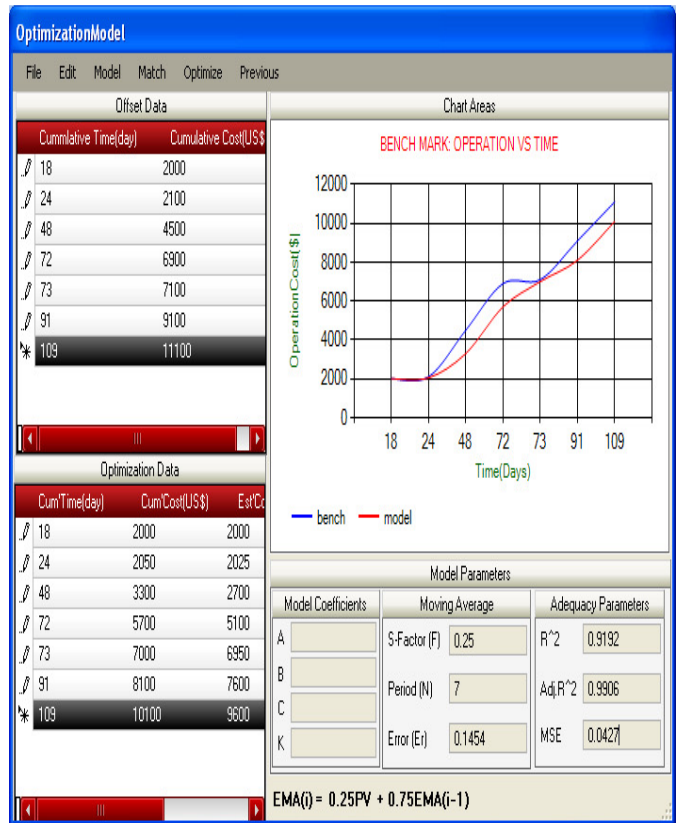 OptimizationModel
File Edit Model Match Optimize Previous
Offset Data
Cummlative Time(day) Cumulative Cost(US$
18 2000
24 2100
48 4500
72 6900
73 7100
91 9100
109 11100
Optimization Data
Cum'Time(day) Cum'Cost(US$) Est'Co
18 2000 2000
24 2050 2025
48 3300 2700
72 5700 5100
73 7000 6950
91 8100 7600
109 10100 9600
Chart Areas
BENCH MARK: OPERATION VS TIME
OperationCost($)
12000
10000
8000
6000
4000
2000
0
18 24 48 72 73 91 109
Time(Days)
bench model
Model Parameters
Model Coefficients
A
B
C
K
Moving Average
S-Factor (F) 0.25
Period (N) 7
Error (Er) 0.1454
Adequacy Parameters
R^2 0.9192
Adj.R^2 0.9906
MSE 0.0427
EMA(i) = 0.25PV + 0.75EMA(i-1)